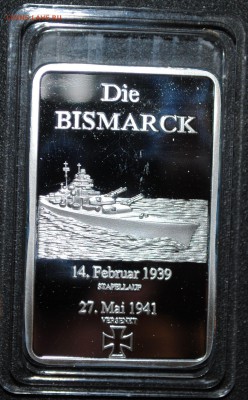 Die
BISMARCK
14. Februar 1939
STAPELLAUF
27. Mai 1941
VERSENKT